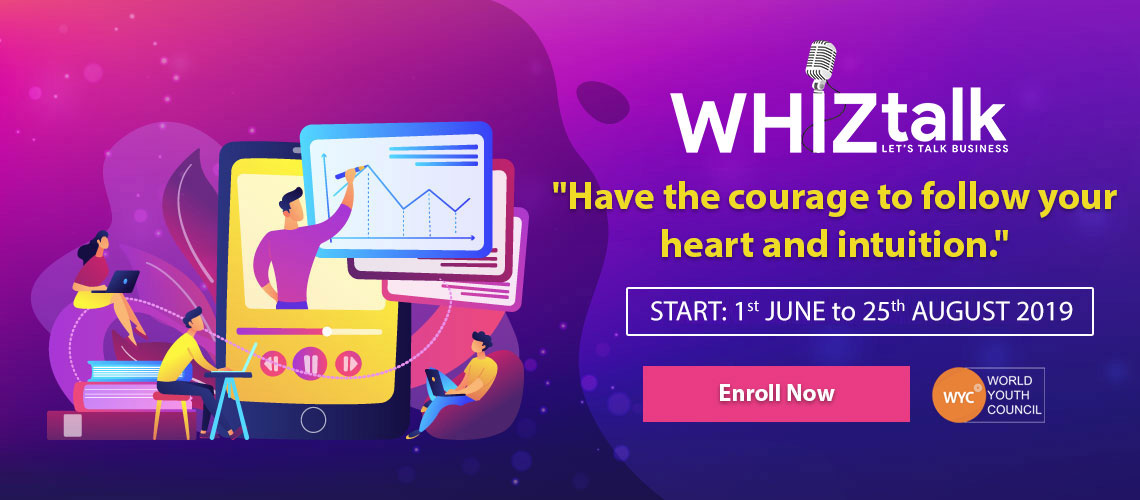 WHIZtalk
LET'S TALK BUSINESS
"Have the courage to follow your
heart and intuition."
START: 1st JUNE to 25th AUGUST 2019
Enroll Now
WYC
WORLD
YOUTH
COUNCIL